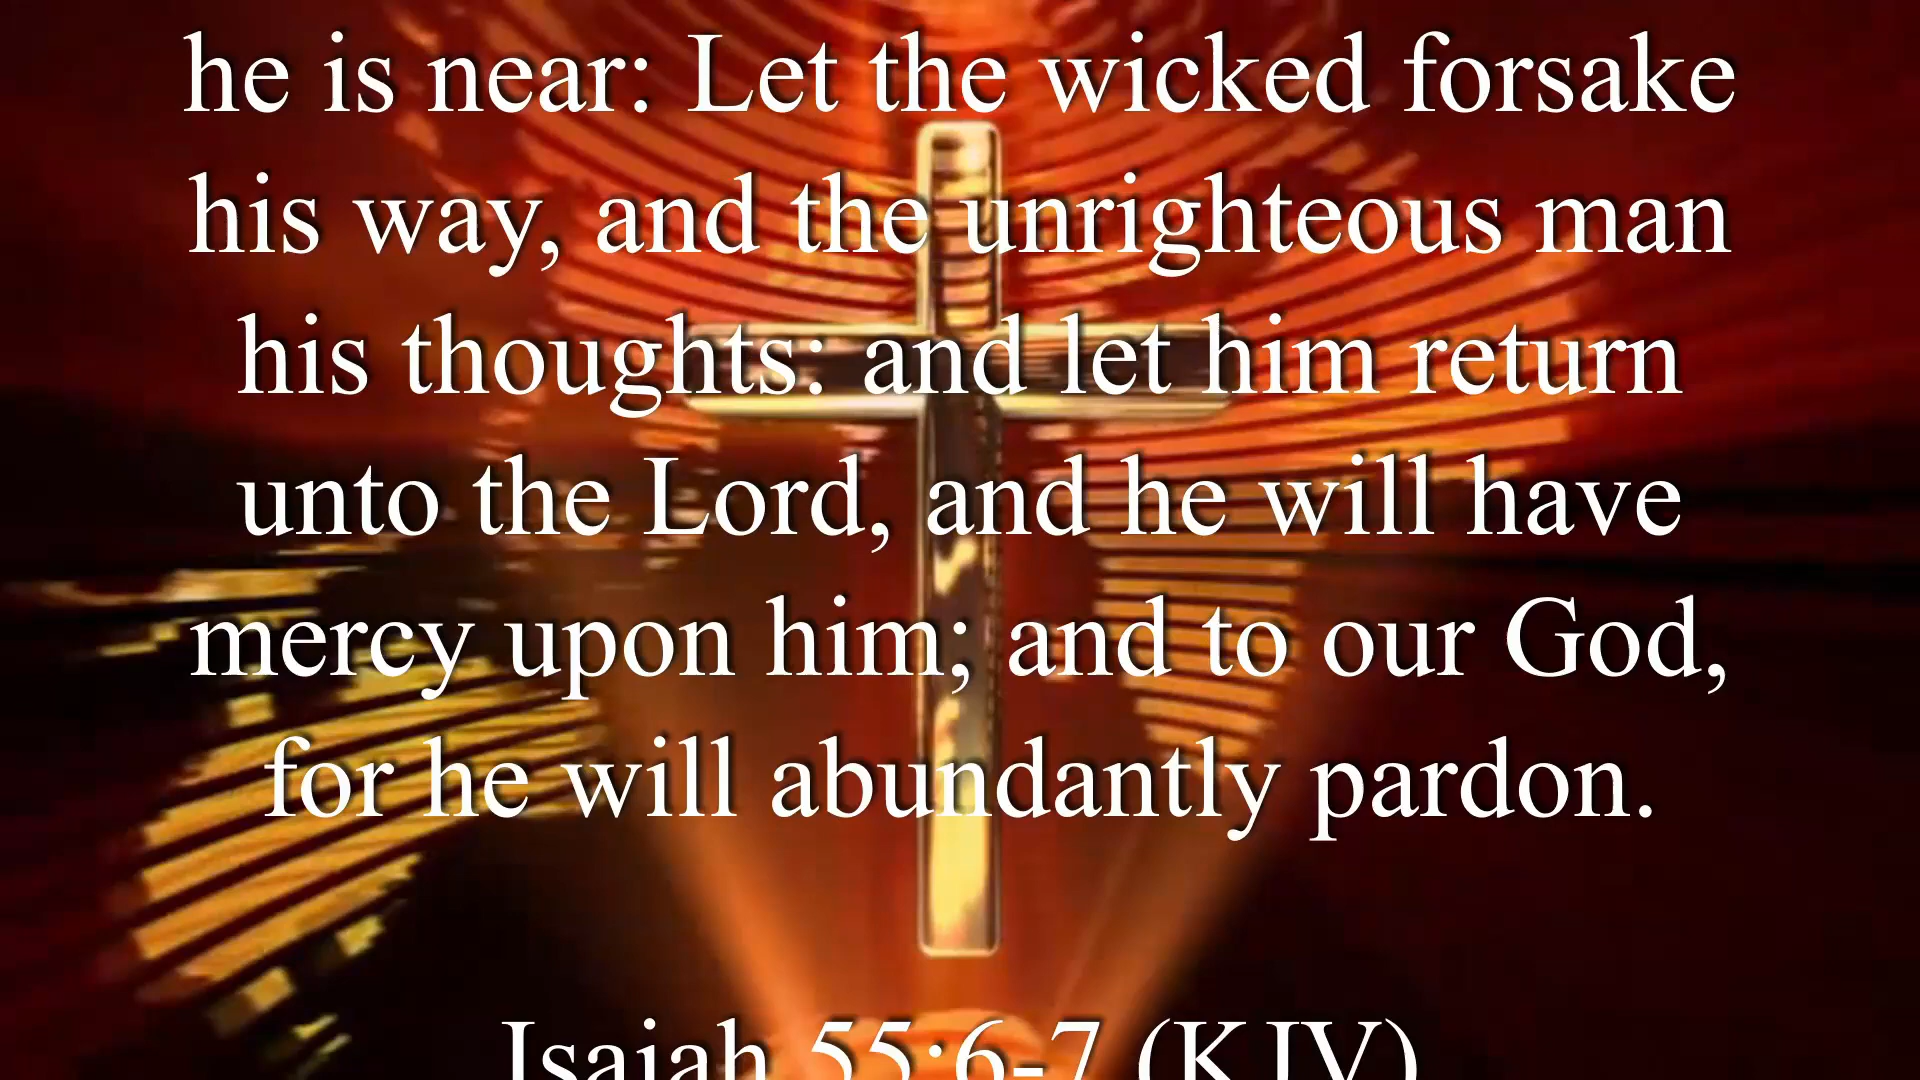 he is near: Let the wicked forsake
his way, and the unrighteous man
his thoughts: and let him return
unto the Lord, and he will have
mercy upon him; and to our God,
for he will abundantly pardon.
Isaiah 55:6-7 (KJV)